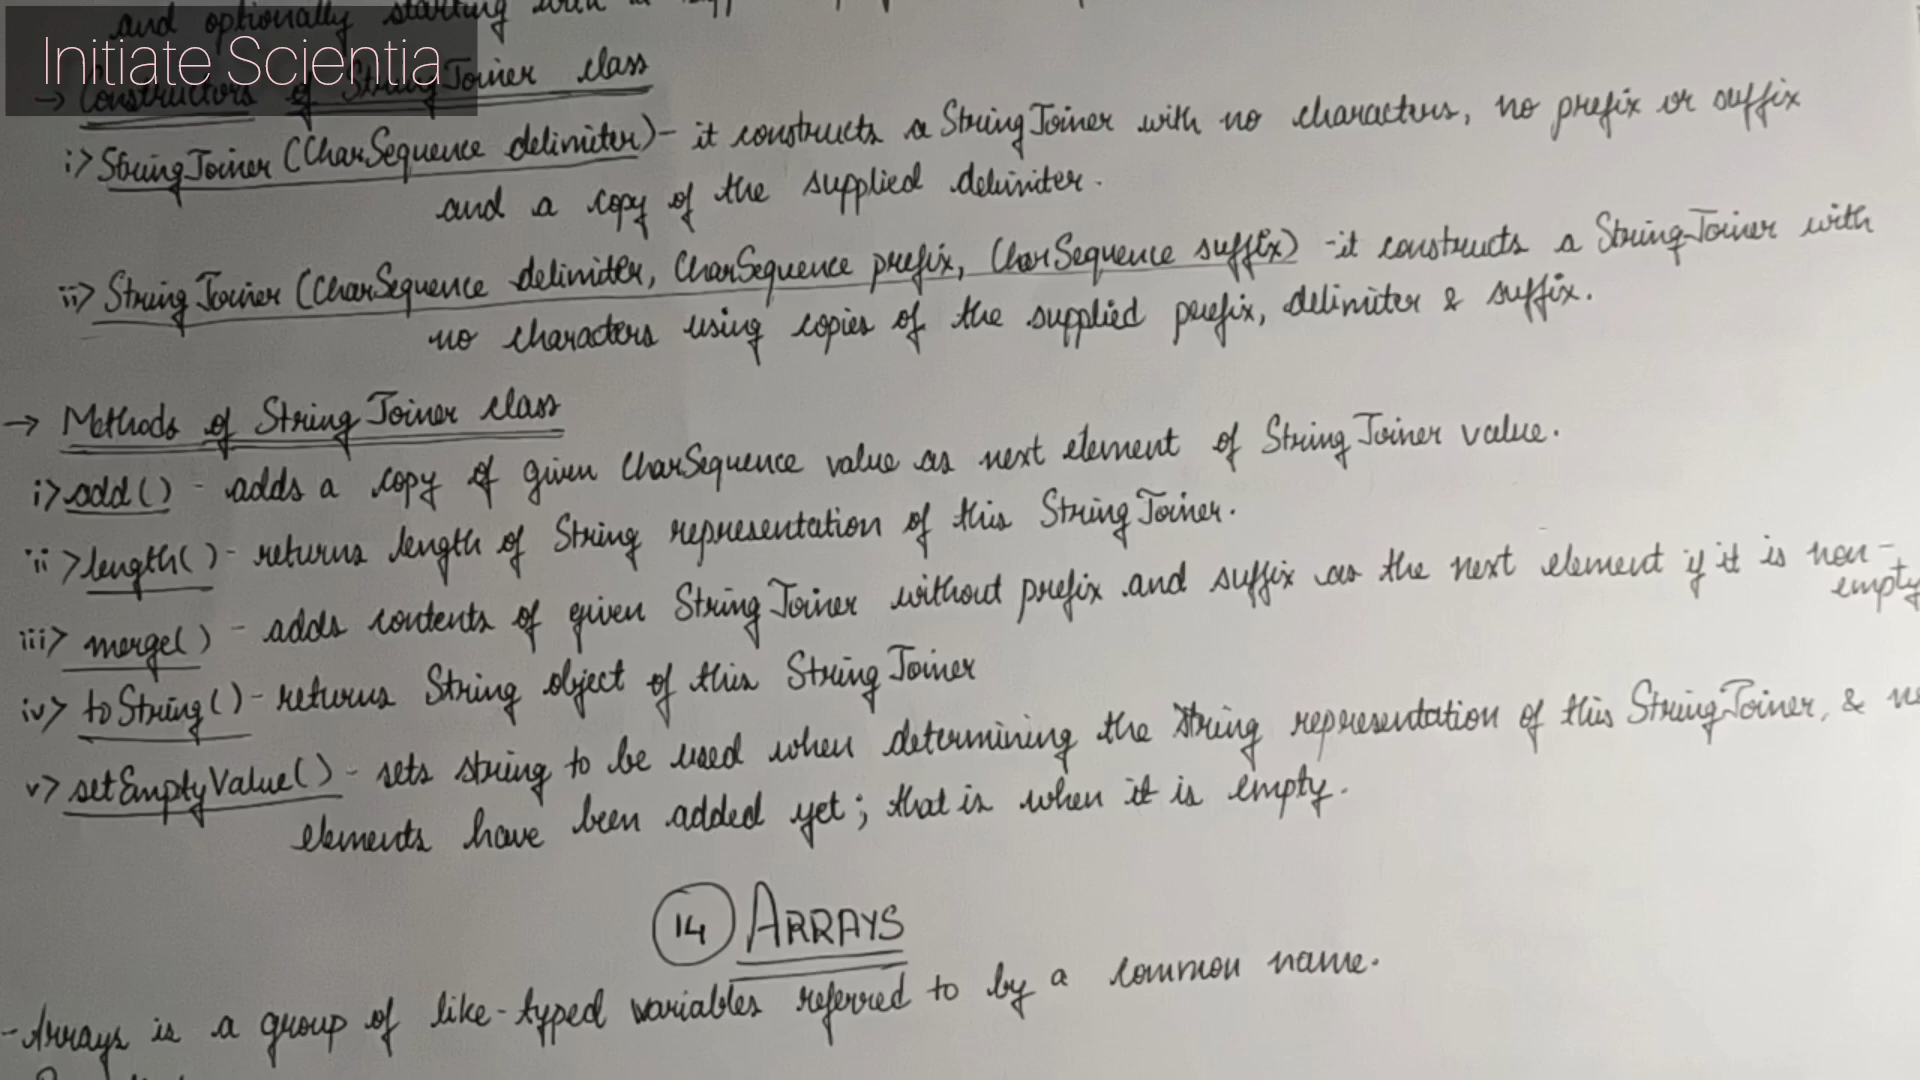 and optionally starting with
Initiate Scientia
→ Constructors of StringJoiner class
i> StringJoiner (CharSequence delimiter) - it constructs a StringJoiner with no characters, no prefix or suffix
and a copy of the supplied delimiter.
ii> StringJoiner (CharSequence delimiter, CharSequence prefix, CharSequence suffix) - it constructs a StringJoiner with
no characters using copies of the supplied prefix, delimiter & suffix.
→ Methods of StringJoiner class
i> add() - adds a copy of given CharSequence value as next element of StringJoiner value.
ii> length() - returns length of String representation of this StringJoiner.
iii> merge() - adds contents of given StringJoiner without prefix and suffix as the next element if it is non-
empty
iv> toString() - returns String object of this StringJoiner
v> setEmptyValue() - sets string to be used when determining the String representation of this StringJoiner, &
elements have been added yet; that is when it is empty.
14 ARRAYS
- Arrays is a group of like-typed variables referred to by a common name.